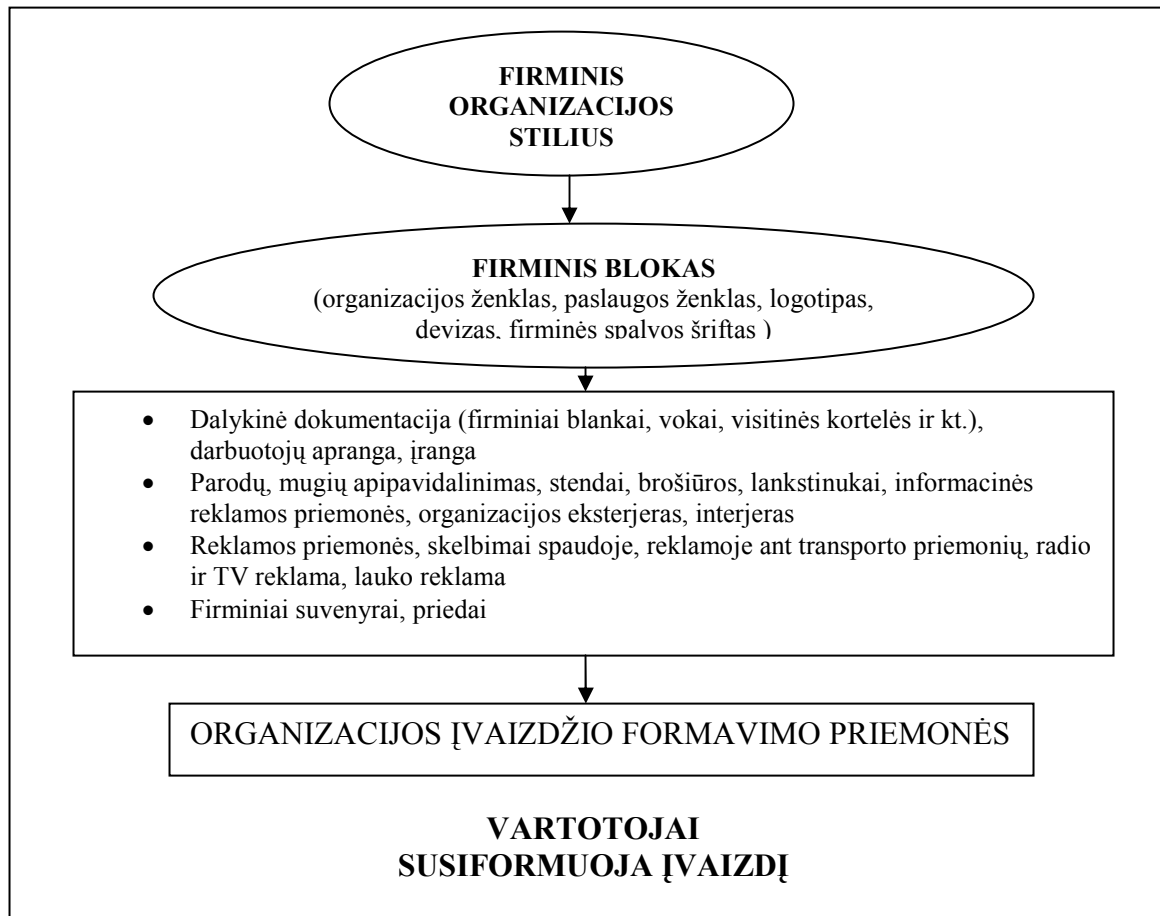 FIRMINIS
ORGANIZACIJOS
STILIUS
FIRMINIS BLOKAS
(organizacijos ženklas, paslaugos ženklas, logotipas,
devizas, firminės spalvos šriftas )
• Dalykinė dokumentacija (firminiai blankai, vokai, visitinės kortelės ir kt.),
darbuotojų apranga, įranga
• Parodų, mugių apipavidalinimas, stendai, brošiūros, lankstinukai, informacinės
reklamos priemonės, organizacijos eksterjeras, interjeras
• Reklamos priemonės, skelbimai spaudoje, reklamoje ant transporto priemonių, radio
ir TV reklama, lauko reklama
• Firminiai suvenyrai, priedai
ORGANIZACIJOS ĮVAIZDŽIO FORMAVIMO PRIEMONĖS
VARTOTOJAI
SUSIFORMUOJA ĮVAIZDĮ